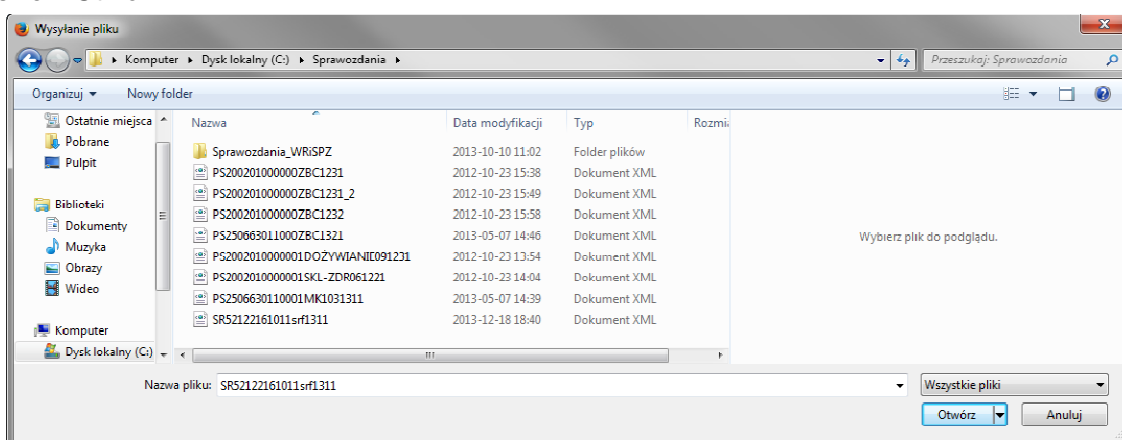 Wysyłanie pliku
Komputer ▸ Dysk lokalny (C:) ▸ Sprawozdania ▸
Przeszukaj: Sprawozdania
Organizuj
Nowy folder
Ostatnie miejsca
Pobrane
Pulpit
Biblioteki
Dokumenty
Muzyka
Obrazy
Wideo
Komputer
Dysk lokalny (C:)
Nazwa Data modyfikacji Typ Rozmi
Sprawozdania_WRiSPZ 2013-10-10 11:02 Folder plików
PS200201000000ZBC1231 2012-10-23 15:38 Dokument XML
PS200201000000ZBC1231_2 2012-10-23 15:49 Dokument XML
PS200201000000ZBC1232 2012-10-23 15:58 Dokument XML
PS250663011000ZBC1321 2013-05-07 14:46 Dokument XML
PS2002010000001DOŻYWIANIE091231 2012-10-23 13:54 Dokument XML
PS2002010000001SKL-ZDR061221 2012-10-23 14:04 Dokument XML
PS2506630110001MK1031311 2013-05-07 14:39 Dokument XML
SR52122161011srf1311 2013-12-18 18:40 Dokument XML
Wybierz plik do podglądu.
Nazwa pliku: SR52122161011srf1311
Wszystkie pliki
Otwórz
Anuluj